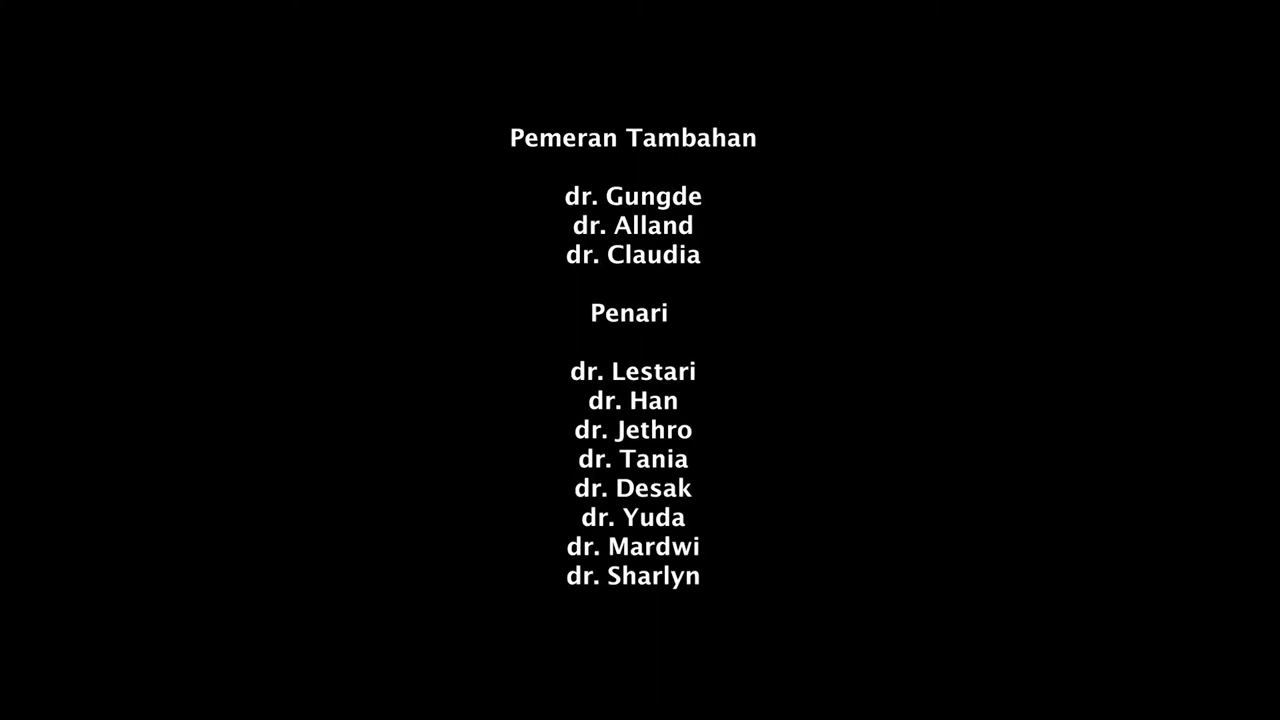 Pemeran Tambahan
dr. Gungde
dr. Alland
dr. Claudia
Penari
dr. Lestari
dr. Han
dr. Jethro
dr. Tania
dr. Desak
dr. Yuda
dr. Mardwi
dr. Sharlyn